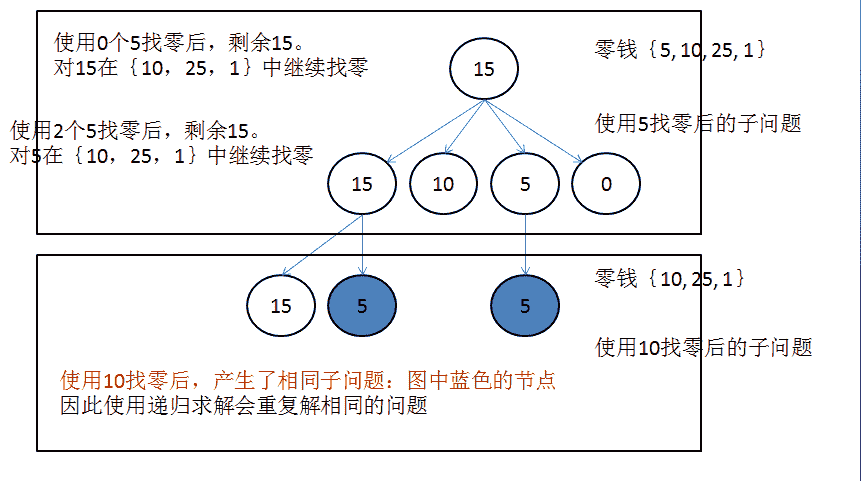 使用0个5找零后，剩余15。
对15在｛10，25，1｝中继续找零
零钱｛5,10,25,1｝
15
使用2个5找零后，剩余15。
对5在｛10，25，1｝中继续找零
使用5找零后的子问题
15
10
5
0
零钱｛10,25,1｝
15
5
5
使用10找零后的子问题
使用10找零后，产生了相同子问题：图中蓝色的节点
因此使用递归求解会重复解相同的问题